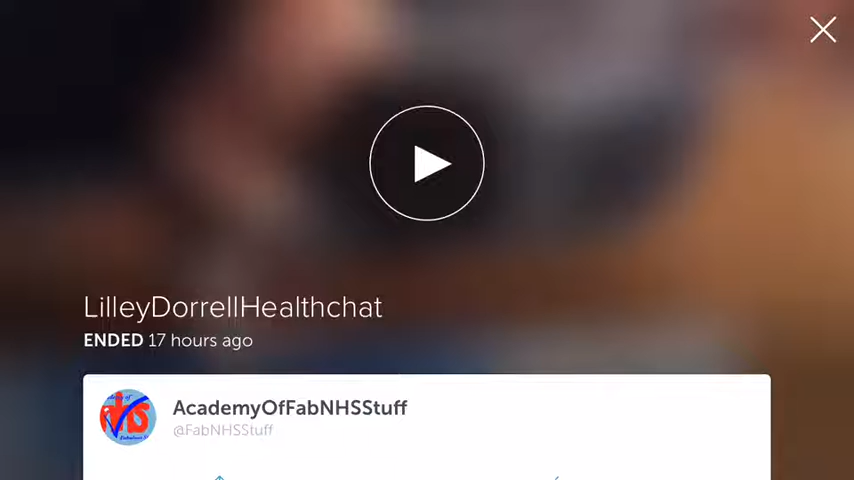 LilleyDorrellHealthchat
ENDED 17 hours ago
AcademyOfFabNHSStuff
@FabNHSStuff